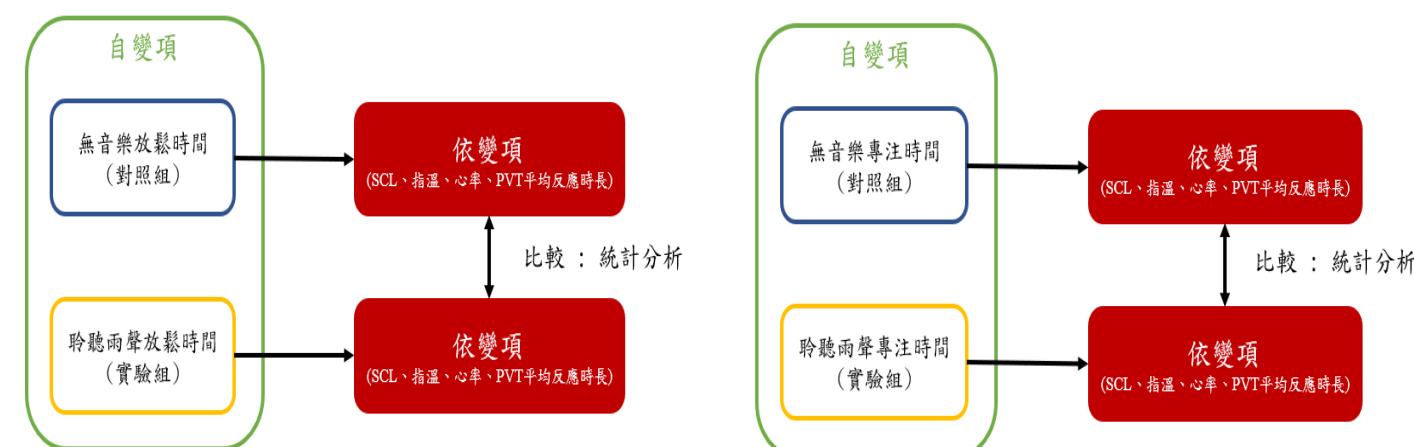 自變項
無音樂放鬆時間
(對照組)
依變項
(SCL、指溫、心率、PVT平均反應時長)
比較 : 統計分析
聆聽雨聲放鬆時間
(實驗組)
依變項
(SCL、指溫、心率、PVT平均反應時長)
自變項
無音樂專注時間
(對照組)
依變項
(SCL、指溫、心率、PVT平均反應時長)
比較 : 統計分析
聆聽雨聲專注時間
(實驗組)
依變項
(SCL、指溫、心率、PVT平均反應時長)